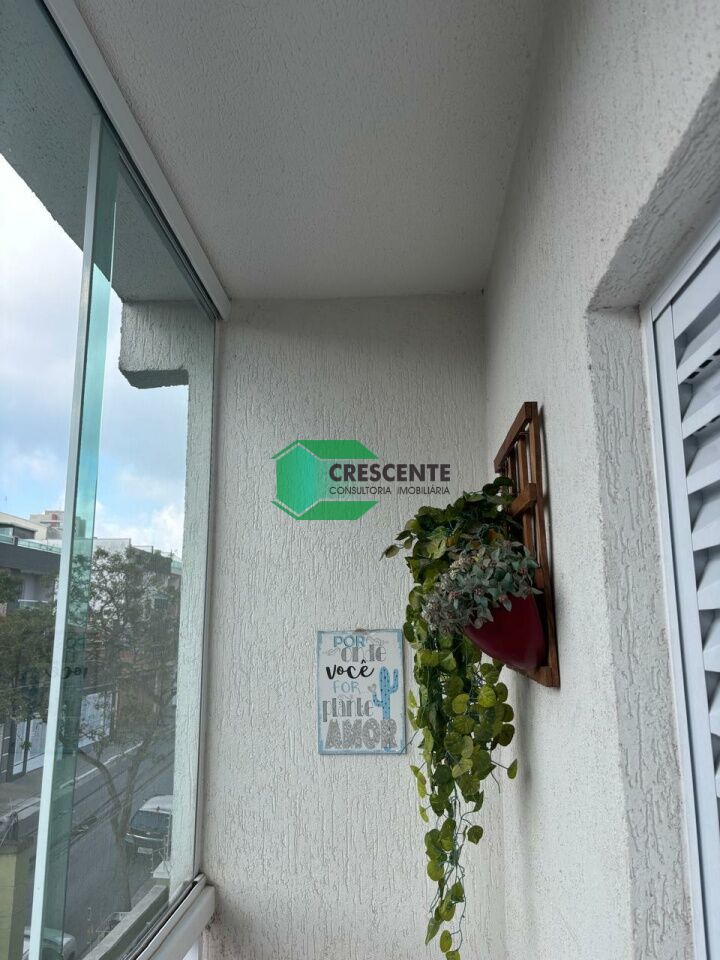 CRESCENTE
CONSULTORIA IMOBILIÁRIA
POR
onde
VOCÊ
FOR
plante
AMOR